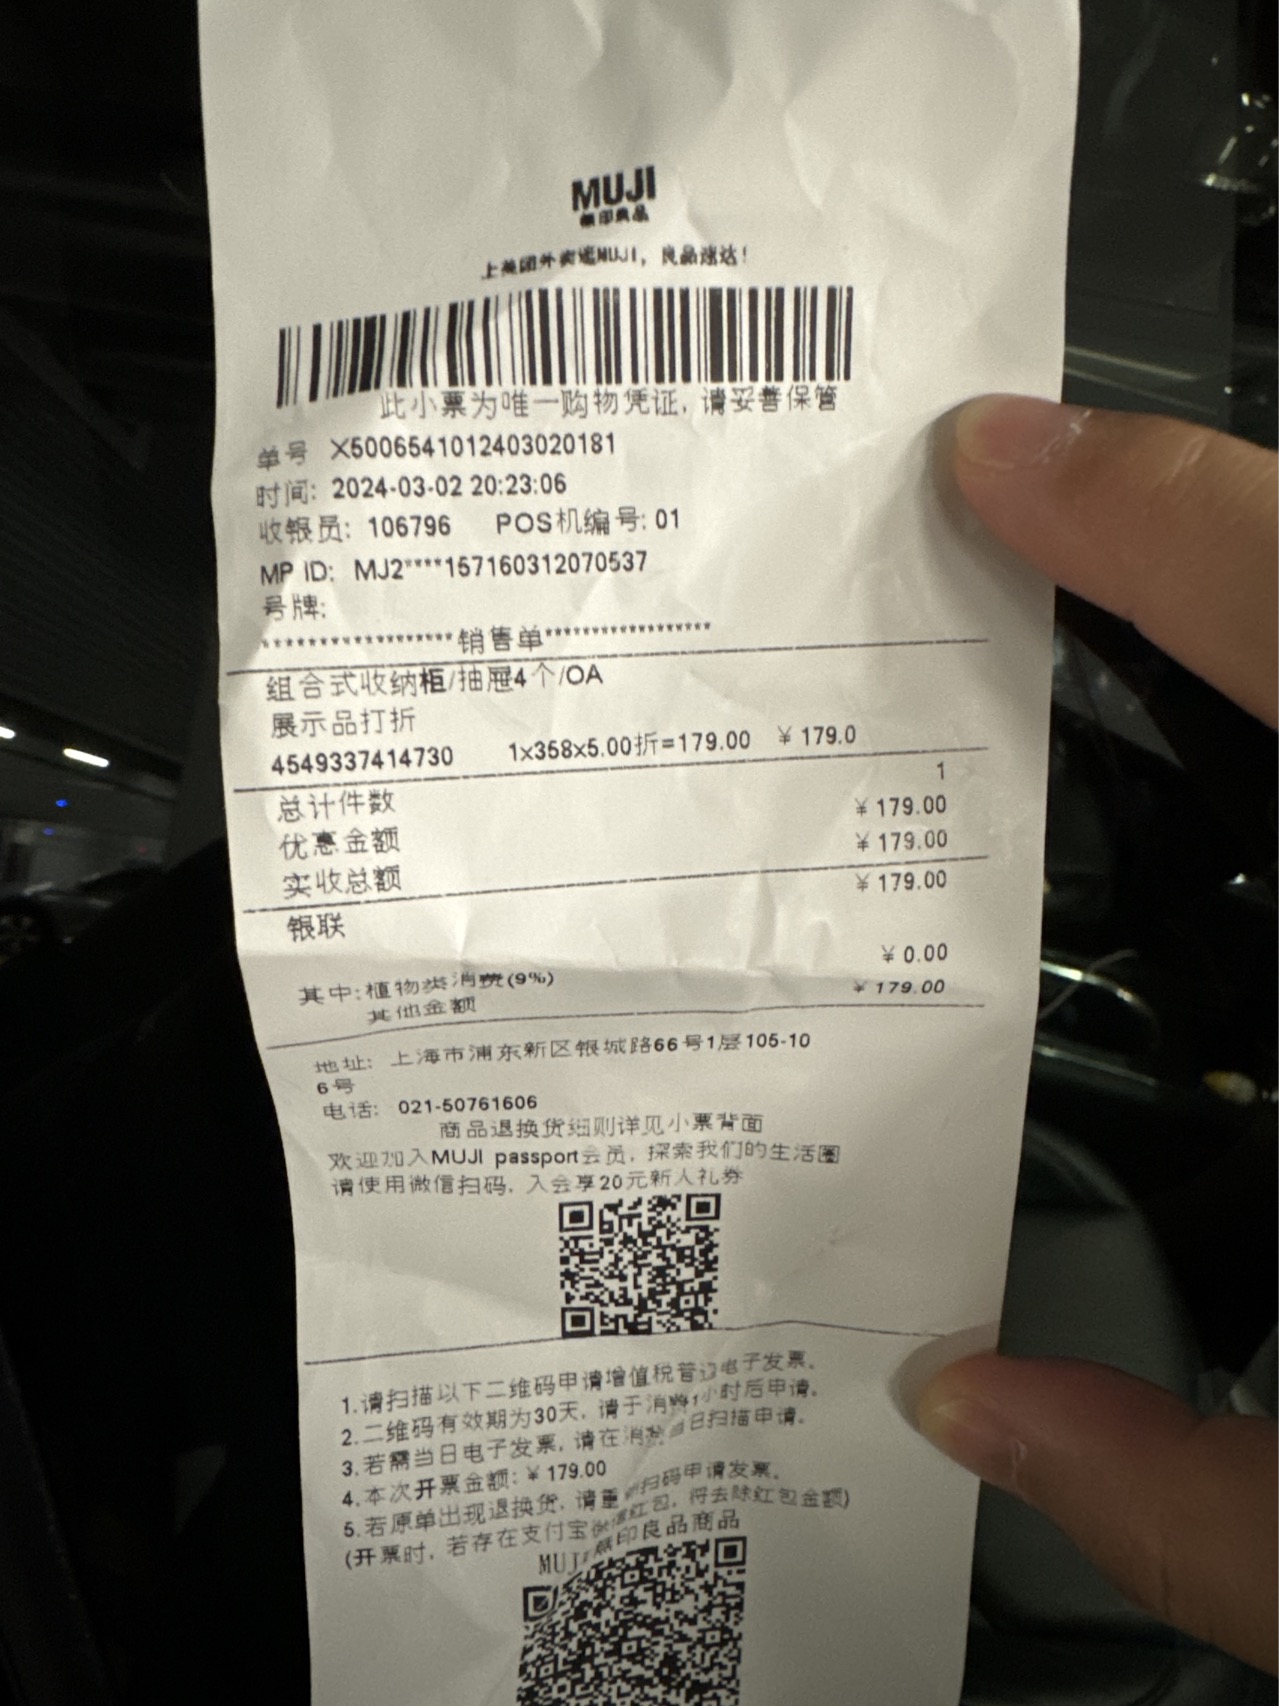 MUJI
無印良品
上美团外卖逛MUJI，良品速达！
此小票为唯一购物凭证, 请妥善保管
单号 X5006541012403020181
时间: 2024-03-02 20:23:06
收银员: 106796 POS机编号: 01
MP ID: MJ2****157160312070537
号牌:
******************销售单******************
组合式收纳柜/抽屉4个/OA
展示品打折
4549337414730 1x358x5.00折=179.00 ¥ 179.0
总计件数 1
优惠金额 ¥ 179.00
实收总额 ¥ 179.00
银联 ¥ 179.00
其中: 植物类消费(9%) ¥ 0.00
其他金额 ¥ 179.00
地址: 上海市浦东新区银城路66号1层105-10
6号
电话: 021-50761606
商品退换货细则详见小票背面
欢迎加入MUJI passport会员, 探索我们的生活圈
请使用微信扫码, 入会享20元新人礼券
1.请扫描以下二维码申请增值税普通电子发票。
2.二维码有效期为30天, 请于消费1小时后申请。
3.若需当日电子发票, 请在消费当日扫描申请。
4.本次开票金额: ¥ 179.00
5.若原单出现退换货, 请重新扫码申请发票。
(开票时, 若存在支付宝微信红包, 将去除红包金额)
MUJI無印良品商品